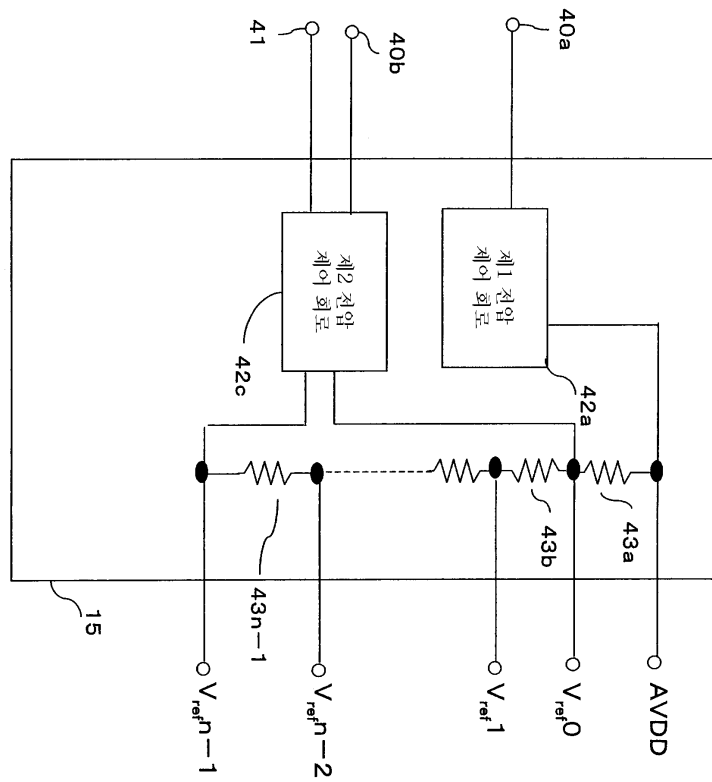 40a
40b
41
제1 전압
제어 회로
42a
제2 전압
제어 회로
42c
43a
43b
43n-1
15
AVDD
Vref0
Vref1
Vrefn-2
Vrefn-1